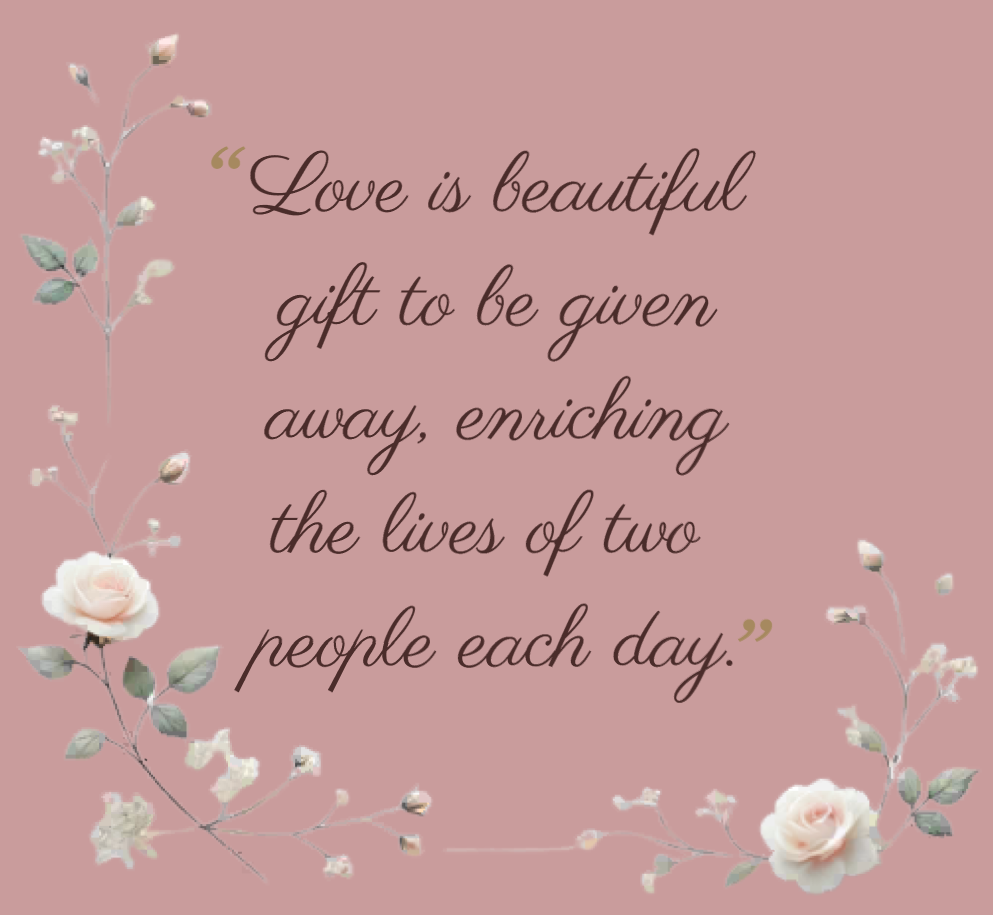 “Love is beautiful
gift to be given
away, enriching
the lives of two
people each day.”